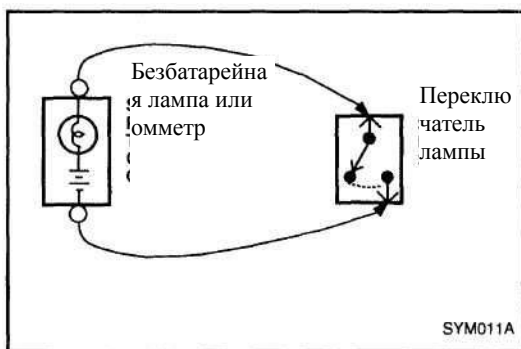 Безбатарейна
я лампа или
омметр
Переклю
чатель
лампы
SYM011A